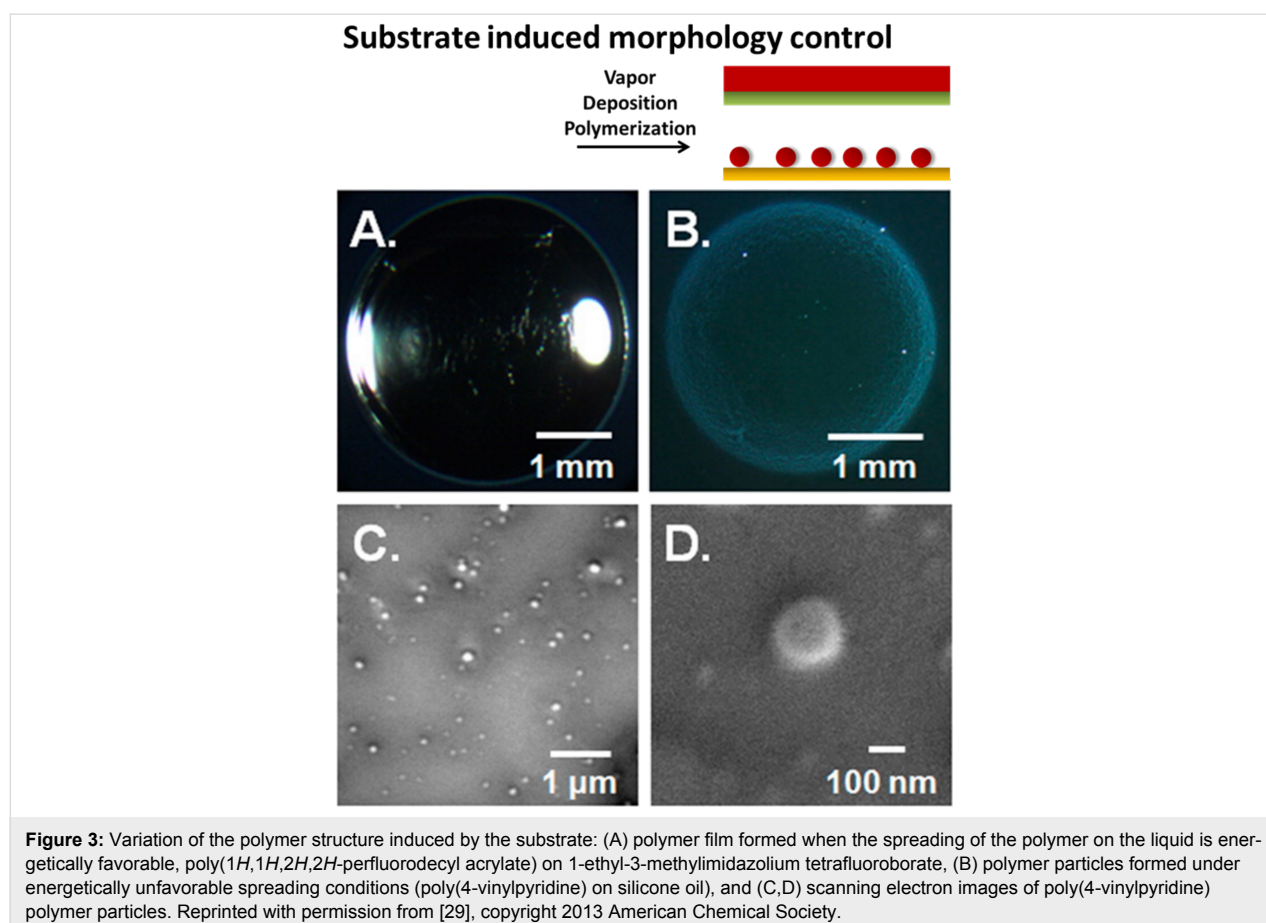 Substrate induced morphology control
Vapor
Deposition
Polymerization
A.
1 mm
B.
1 mm
C.
1 µm
D.
100 nm
Figure 3: Variation of the polymer structure induced by the substrate: (A) polymer film formed when the spreading of the polymer on the liquid is ener-
getically favorable, poly(1H,1H,2H,2H-perfluorodecyl acrylate) on 1-ethyl-3-methylimidazolium tetrafluoroborate, (B) polymer particles formed under
energetically unfavorable spreading conditions (poly(4-vinylpyridine) on silicone oil), and (C,D) scanning electron images of poly(4-vinylpyridine)
polymer particles. Reprinted with permission from [29], copyright 2013 American Chemical Society.